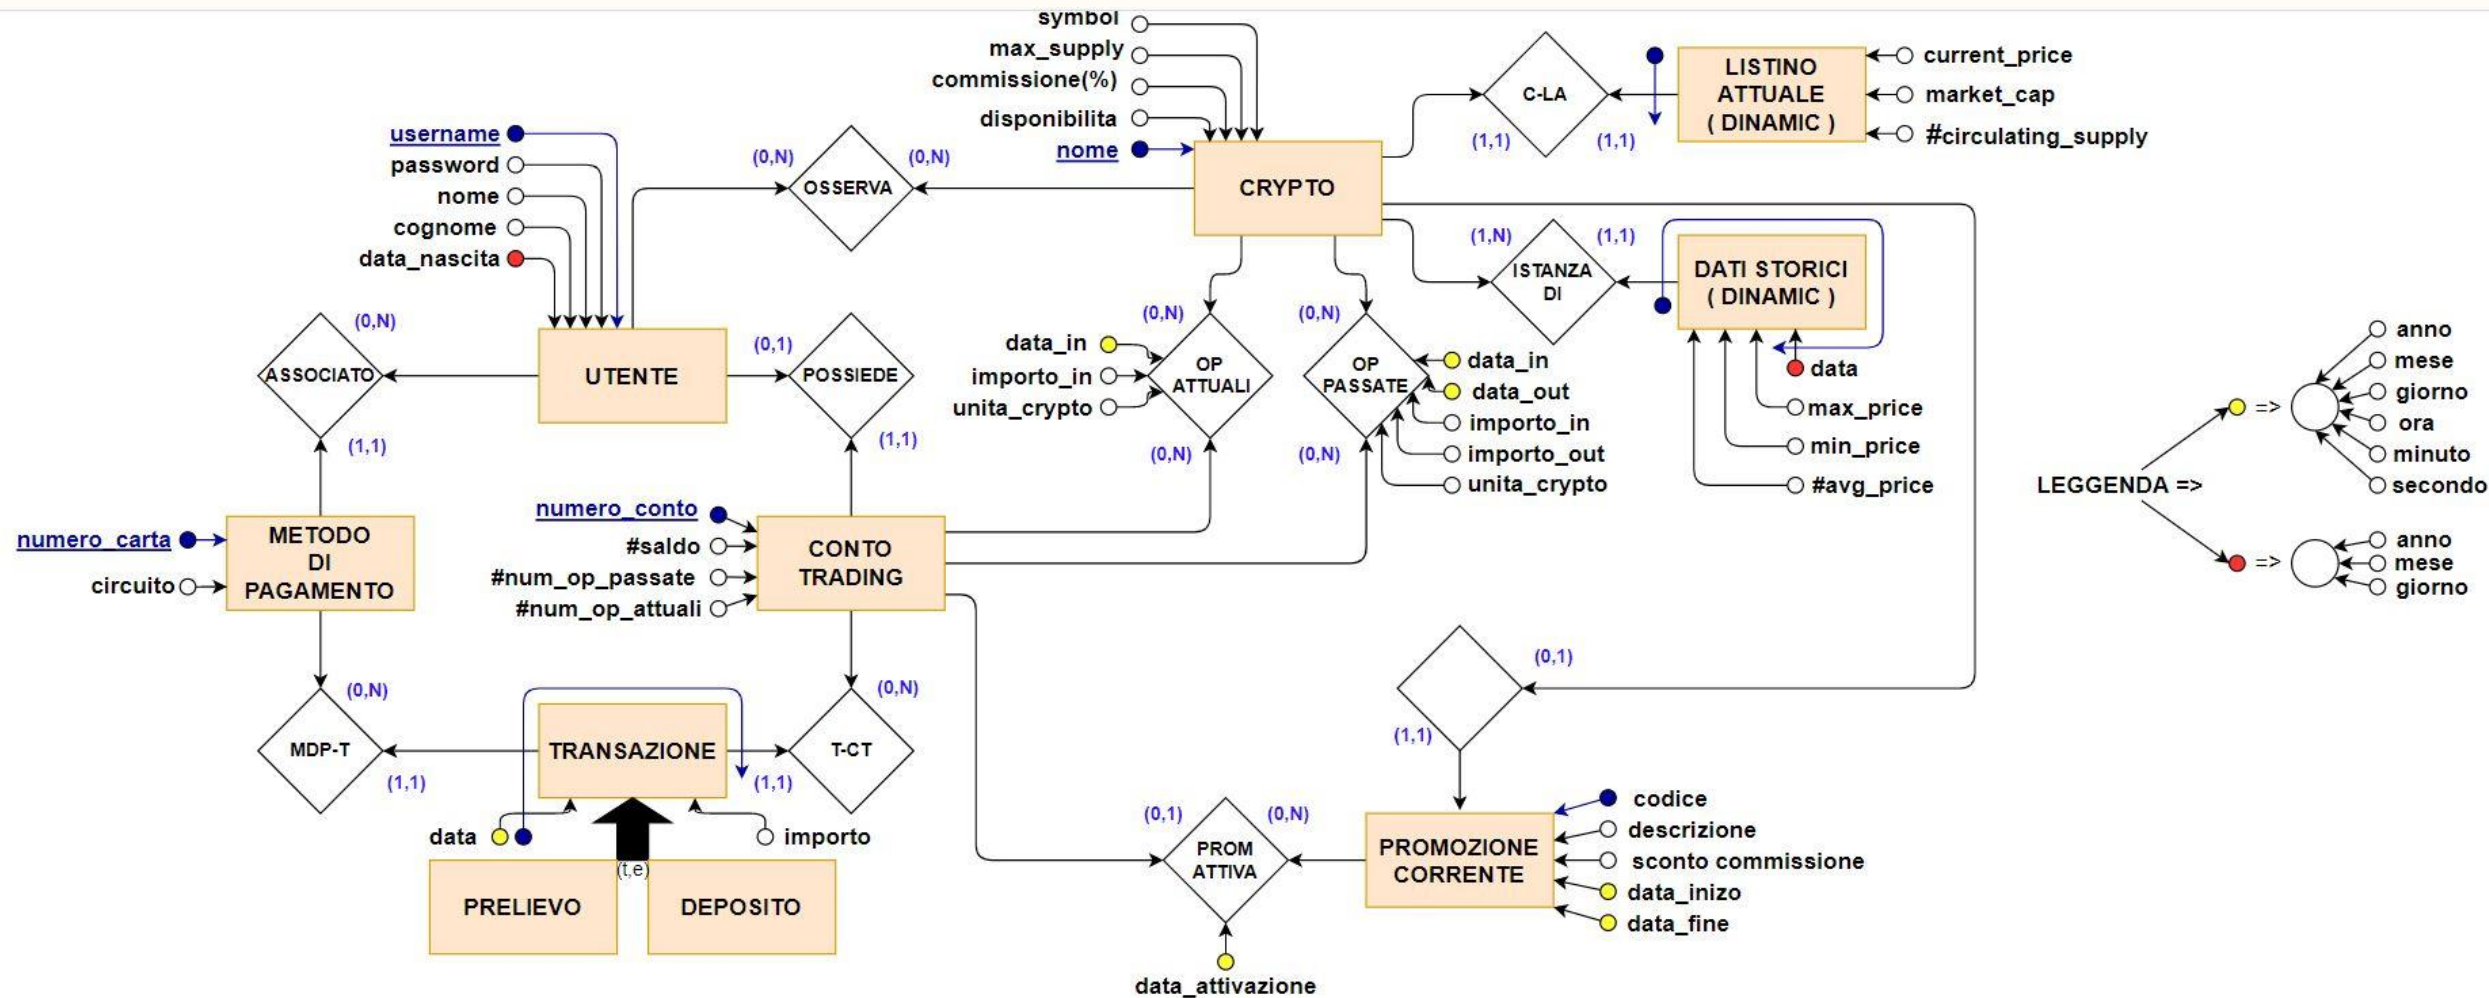 symbol
max_supply
commissione(%)
disponibilita
nome
C-LA
(1,1)
(1,1)
LISTINO
ATTUALE
( DINAMIC )
current_price
market_cap
#circulating_supply
username
password
nome
cognome
data_nascita
(0,N)
(0,N)
OSSERVA
CRYPTO
(1,N)
(1,1)
ISTANZA
DI
DATI STORICI
( DINAMIC )
data
max_price
min_price
#avg_price
(0,N)
ASSOCIATO
(1,1)
UTENTE
(0,1)
POSSIEDE
(1,1)
(0,N)
data_in
importo_in
unita_crypto
OP
ATTUALI
(0,N)
(0,N)
OP
PASSATE
(0,N)
data_in
data_out
importo_in
importo_out
unita_crypto
LEGGENDA =>
=>
anno
mese
giorno
ora
minuto
secondo
=>
anno
mese
giorno
numero_carta
circuito
METODO
DI
PAGAMENTO
numero_conto
#saldo
#num_op_passate
#num_op_attuali
CONTO
TRADING
(0,N)
MDP-T
(1,1)
TRANSAZIONE
(1,1)
(0,N)
T-CT
data
importo
(t,e)
PRELIEVO
DEPOSITO
(0,1)
(1,1)
(0,1)
(0,N)
PROM
ATTIVA
data_attivazione
PROMOZIONE
CORRENTE
codice
descrizione
sconto commissione
data_inizo
data_fine